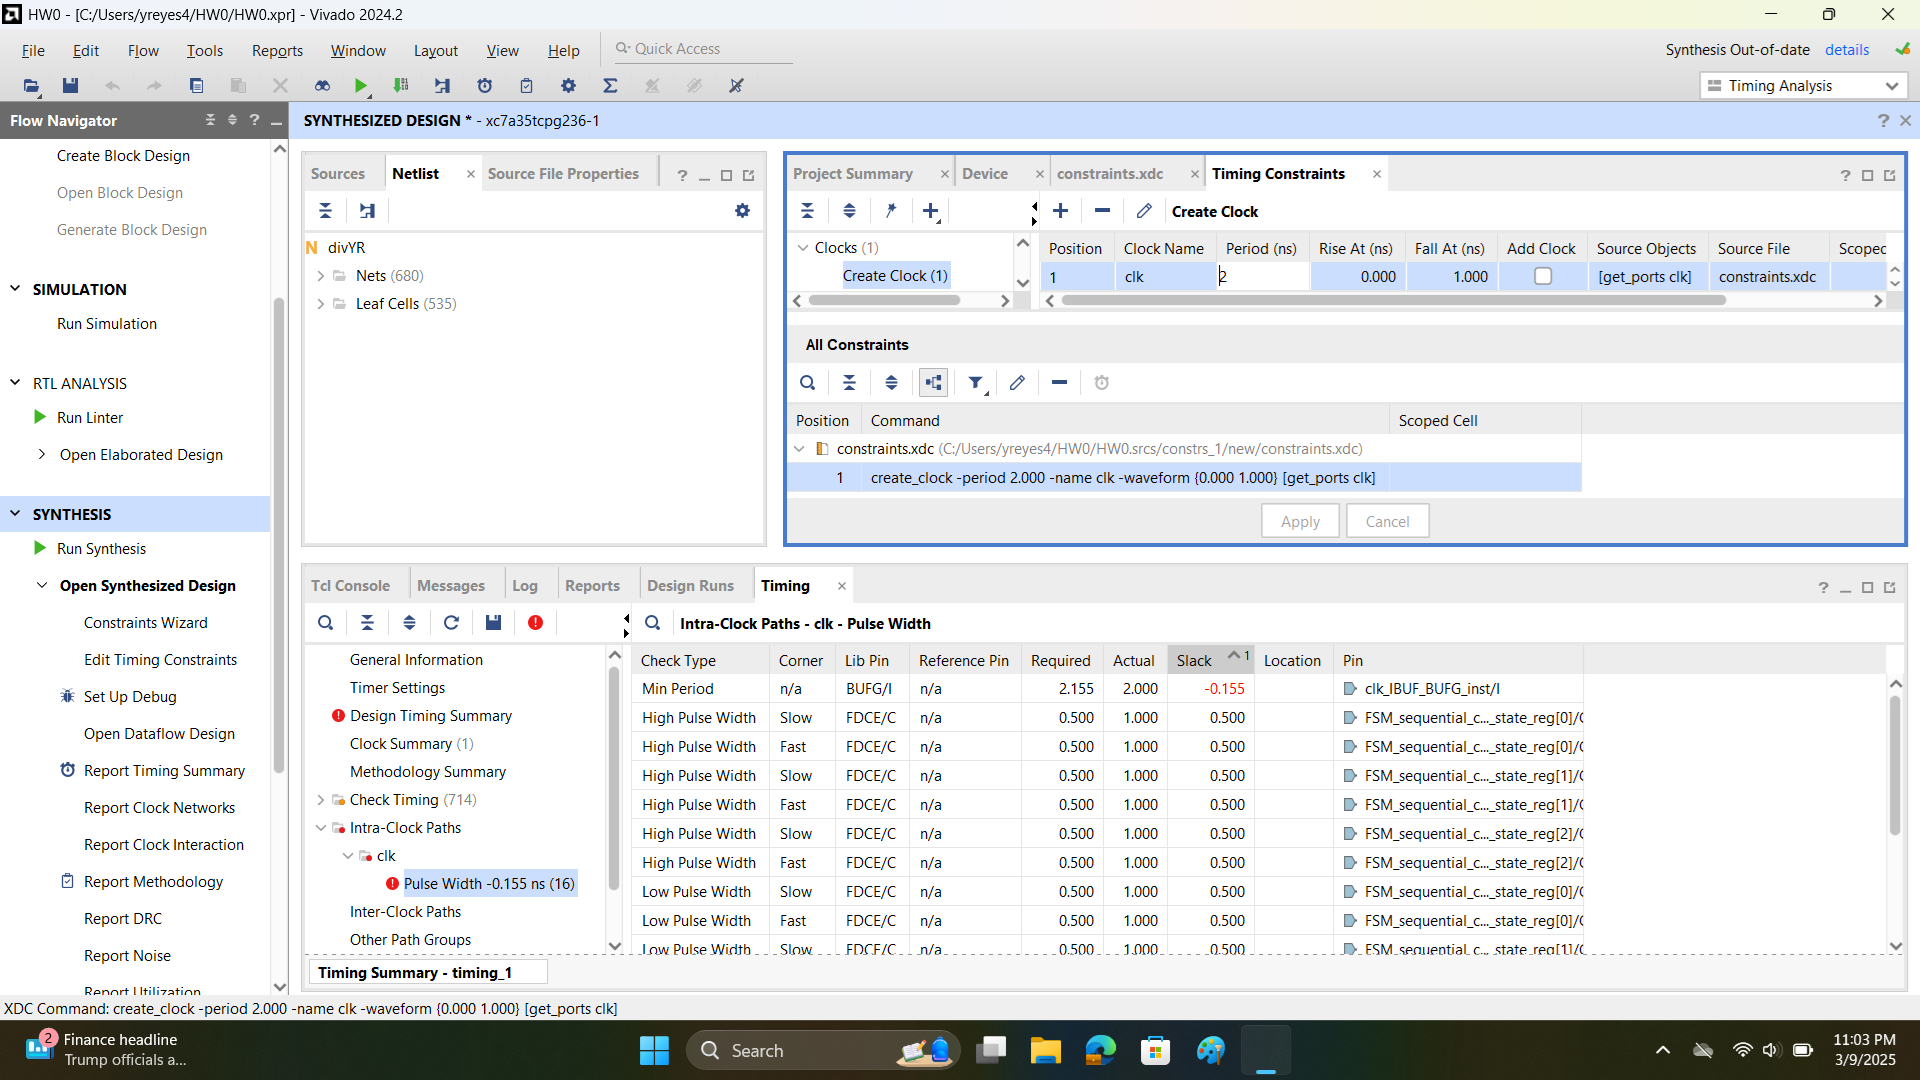 HW0 - [C:/Users/yreyes4/HW0/HW0.xpr] - Vivado 2024.2
File Edit Flow Tools Reports Window Layout View Help Quick Access
Synthesis Out-of-date details
Timing Analysis
Flow Navigator
SYNTHESIZED DESIGN * - xc7a35tcpg236-1
Create Block Design
Open Block Design
Generate Block Design
SIMULATION
Run Simulation
RTL ANALYSIS
Run Linter
Open Elaborated Design
SYNTHESIS
Run Synthesis
Open Synthesized Design
Constraints Wizard
Edit Timing Constraints
Set Up Debug
Open Dataflow Design
Report Timing Summary
Report Clock Networks
Report Clock Interaction
Report Methodology
Report DRC
Report Noise
Report Utilization
Sources Netlist Source File Properties
N divYR
Nets (680)
Leaf Cells (535)
Project Summary Device constraints.xdc Timing Constraints
Create Clock
Clocks (1)
Create Clock (1)
Position Clock Name Period (ns) Rise At (ns) Fall At (ns) Add Clock Source Objects Source File Scoped
1 clk 2 0.000 1.000 [get_ports clk] constraints.xdc
All Constraints
Position Command Scoped Cell
constraints.xdc (C:/Users/yreyes4/HW0/HW0.srcs/constrs_1/new/constraints.xdc)
1 create_clock -period 2.000 -name clk -waveform {0.000 1.000} [get_ports clk]
Apply Cancel
Tcl Console Messages Log Reports Design Runs Timing
Intra-Clock Paths - clk - Pulse Width
General Information
Timer Settings
Design Timing Summary
Clock Summary (1)
Methodology Summary
Check Timing (714)
Intra-Clock Paths
clk
Pulse Width -0.155 ns (16)
Inter-Clock Paths
Other Path Groups
Check Type Corner Lib Pin Reference Pin Required Actual Slack 1 Location Pin
Min Period n/a BUFG/I n/a 2.155 2.000 -0.155 clk_IBUF_BUFG_inst/I
High Pulse Width Slow FDCE/C n/a 0.500 1.000 0.500 FSM_sequential_c..._state_reg[0]/C
High Pulse Width Fast FDCE/C n/a 0.500 1.000 0.500 FSM_sequential_c..._state_reg[0]/C
High Pulse Width Slow FDCE/C n/a 0.500 1.000 0.500 FSM_sequential_c..._state_reg[1]/C
High Pulse Width Fast FDCE/C n/a 0.500 1.000 0.500 FSM_sequential_c..._state_reg[1]/C
High Pulse Width Slow FDCE/C n/a 0.500 1.000 0.500 FSM_sequential_c..._state_reg[2]/C
High Pulse Width Fast FDCE/C n/a 0.500 1.000 0.500 FSM_sequential_c..._state_reg[2]/C
Low Pulse Width Slow FDCE/C n/a 0.500 1.000 0.500 FSM_sequential_c..._state_reg[0]/C
Low Pulse Width Fast FDCE/C n/a 0.500 1.000 0.500 FSM_sequential_c..._state_reg[0]/C
Low Pulse Width Slow FDCE/C n/a 0.500 1.000 0.500 FSM_sequential_c..._state_reg[1]/C
Timing Summary - timing_1
XDC Command: create_clock -period 2.000 -name clk -waveform {0.000 1.000} [get_ports clk]
2
Finance headline
Trump officials a...
Search
11:03 PM
3/9/2025